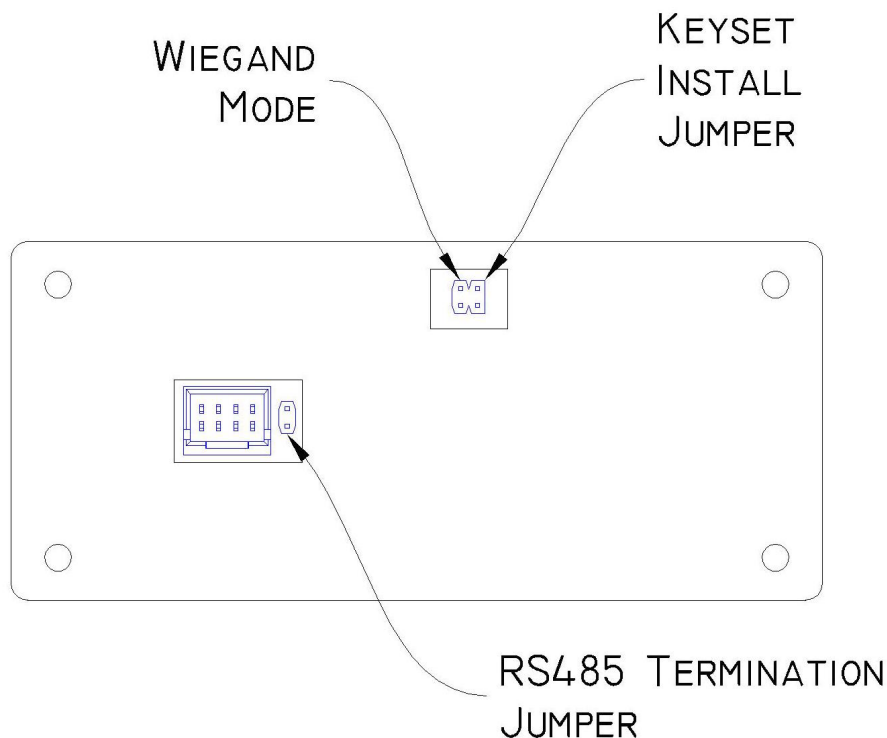 WIEGAND
MODE
KEYSET
INSTALL
JUMPER
RS485 TERMINATION
JUMPER